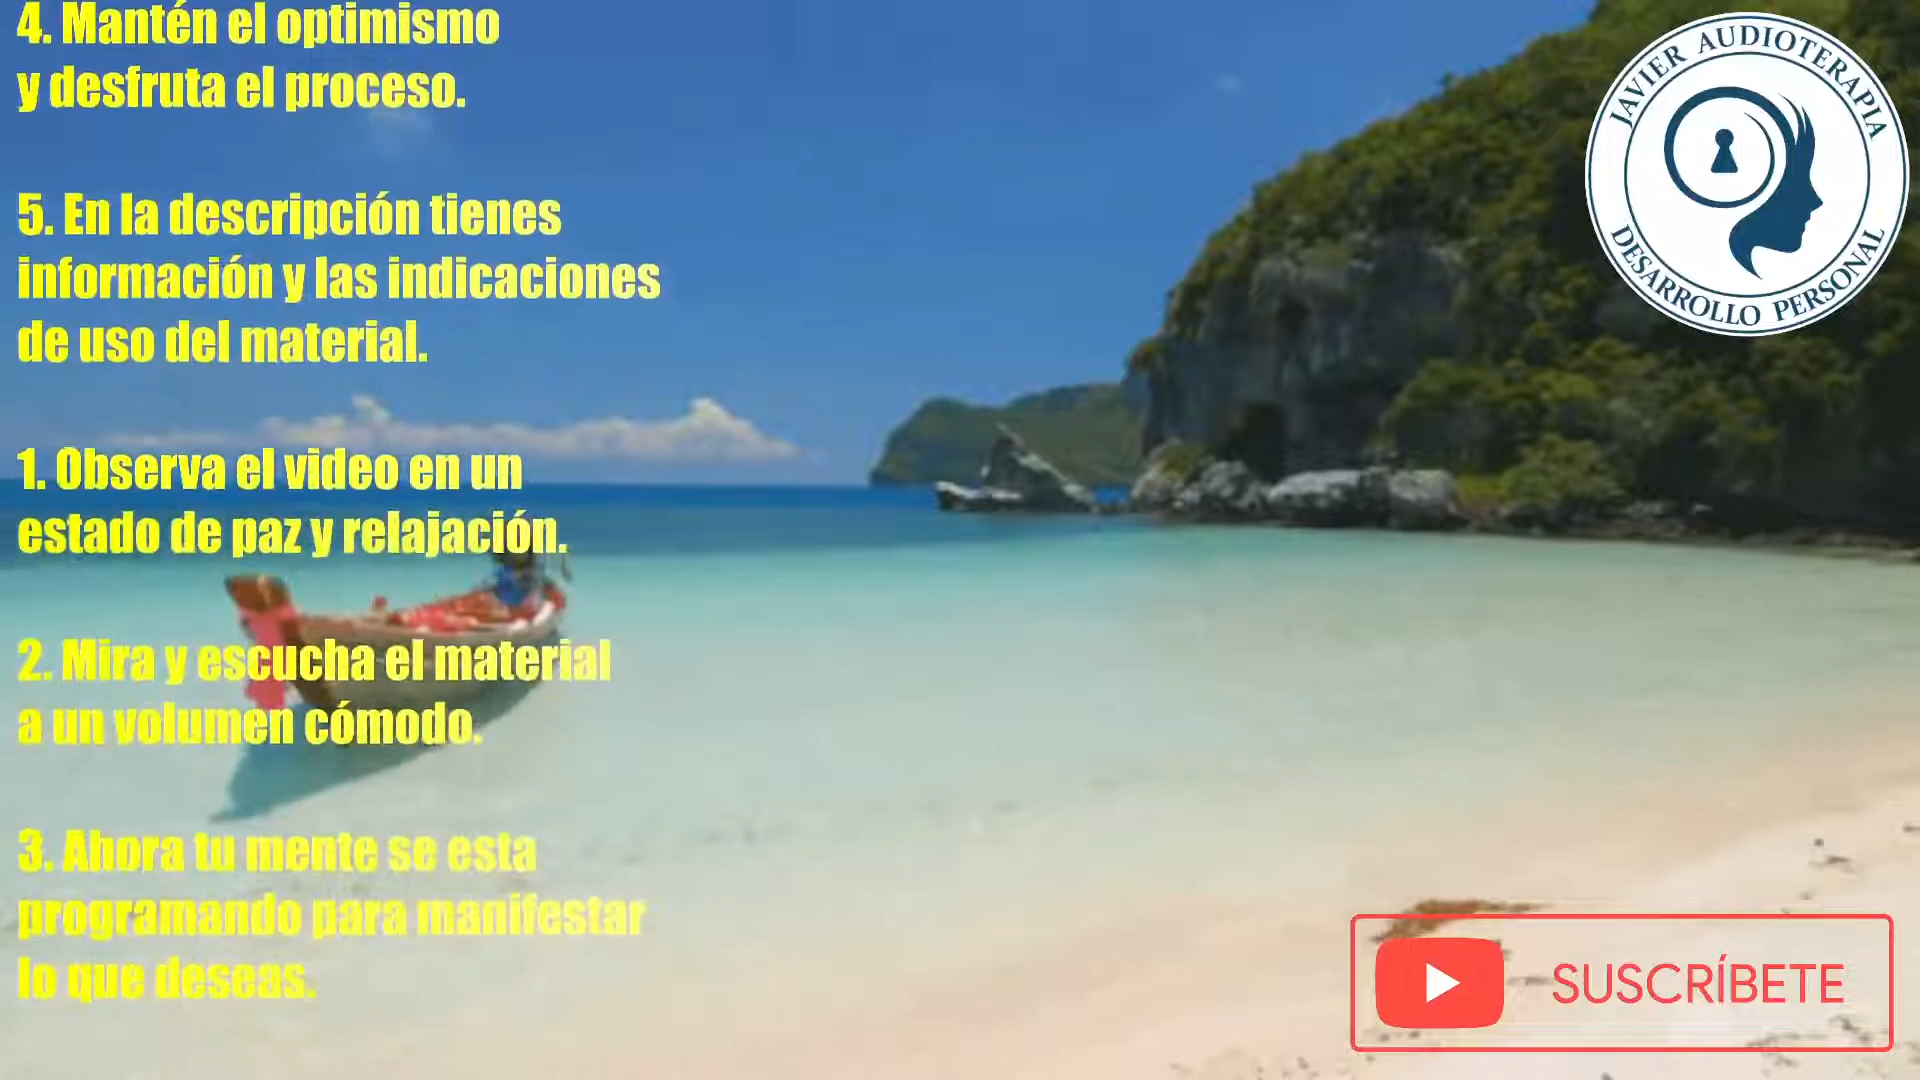 4. Mantén el optimismo
y desfruta el proceso.
5. En la descripción tienes
información y las indicaciones
de uso del material.
1. Observa el video en un
estado de paz y relajación.
2. Mira y escucha el material
a un volumen cómodo.
3. Ahora tu mente se esta
programando para manifestar
lo que deseas.
JAVIER AUDIOTERAPIA
DESARROLLO PERSONAL
SUSCRÍBETE